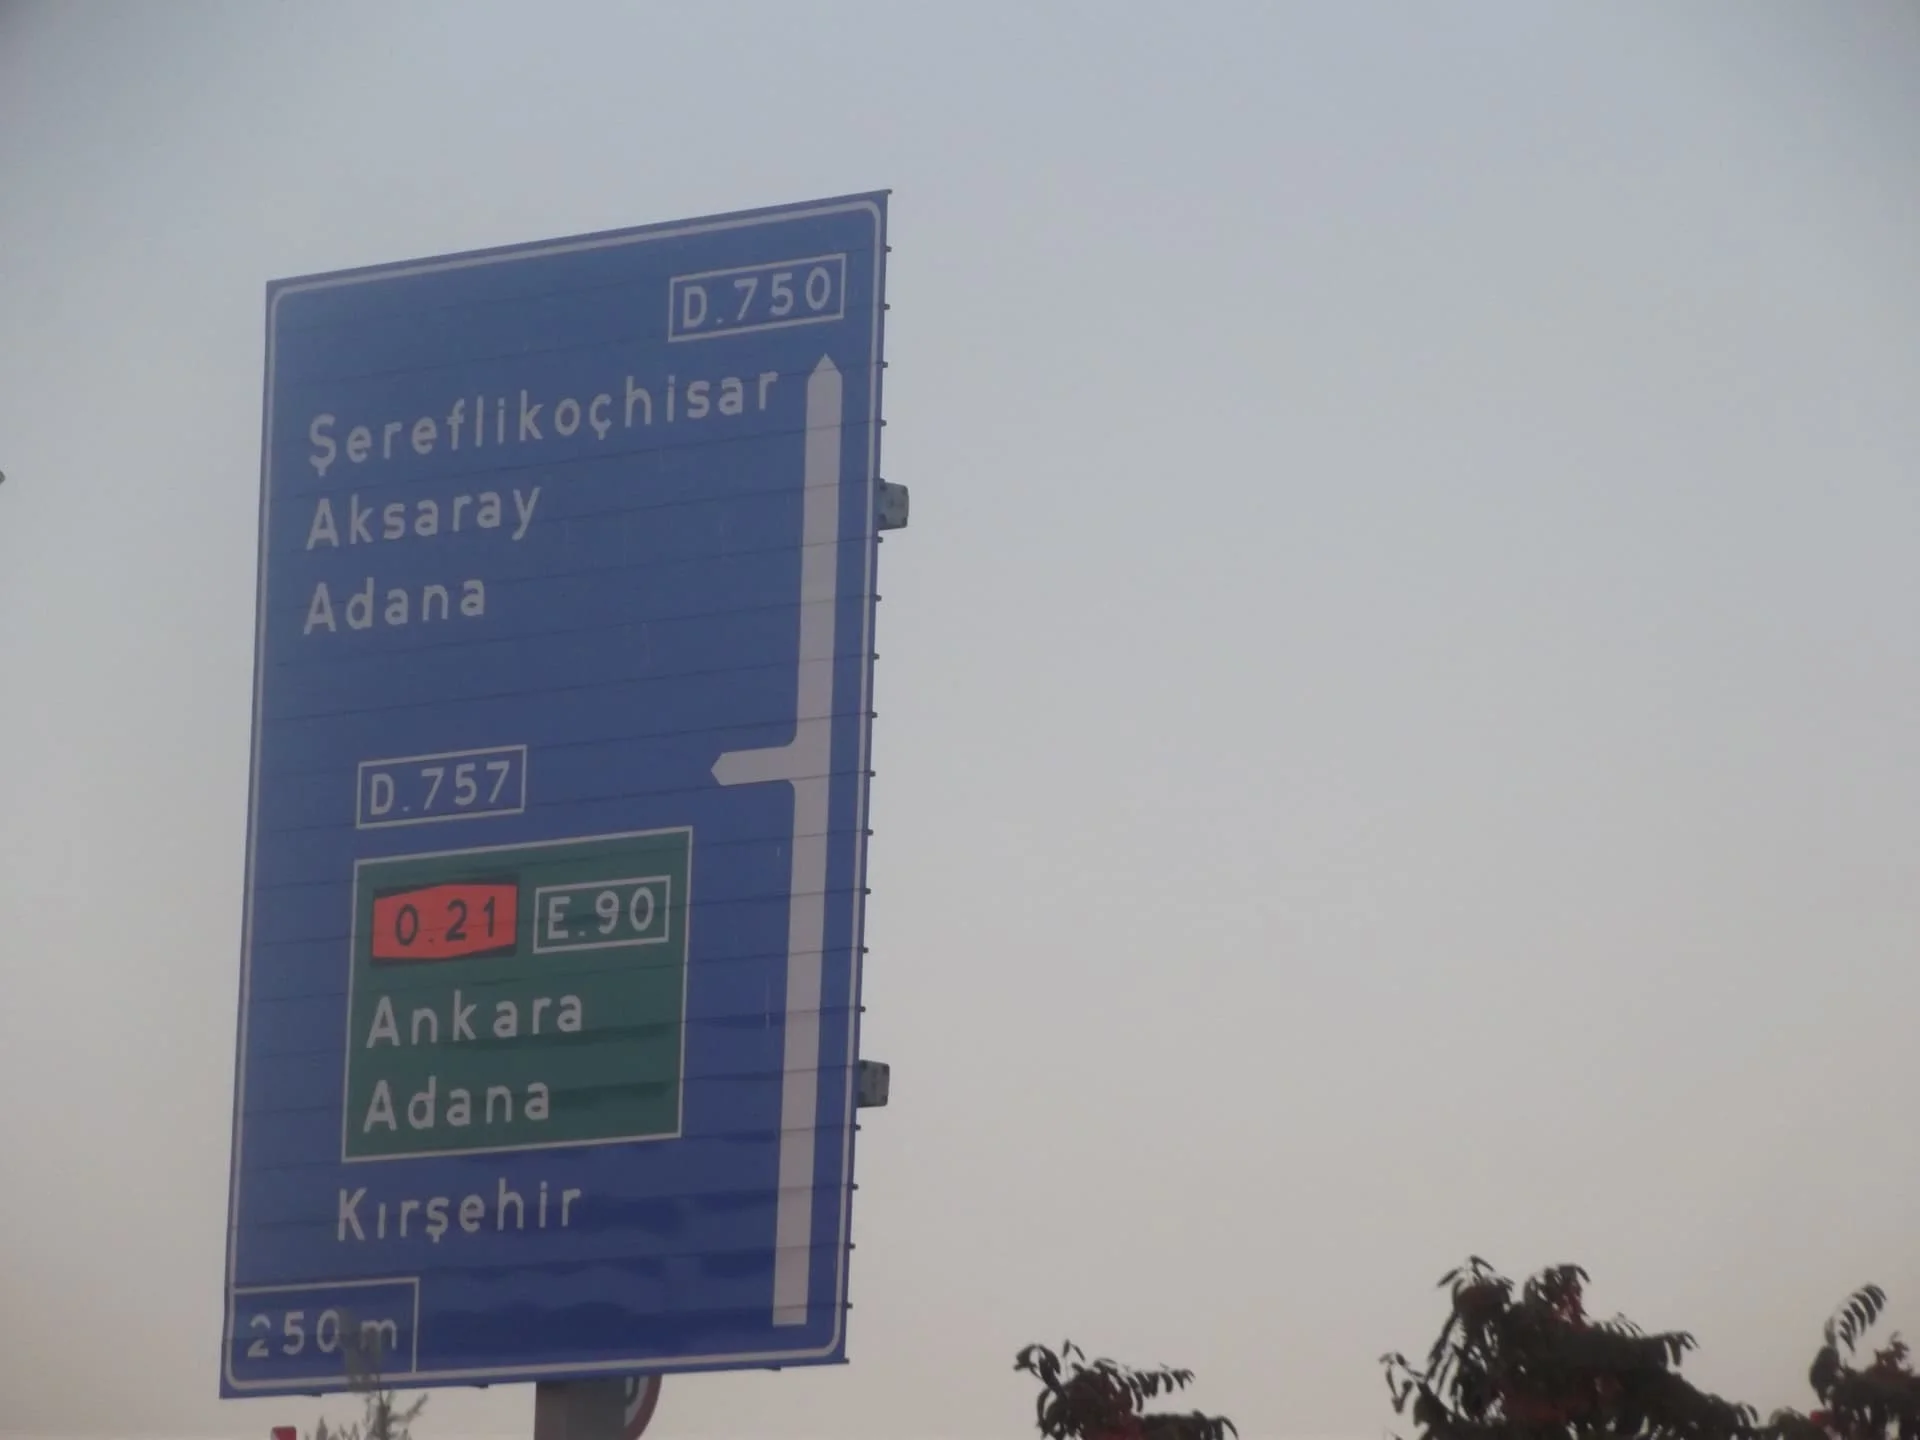 D.750
Şereflikoçhisar
Aksaray
Adana
D.757
O.21 E.90
Ankara
Adana
Kırşehir
250 m